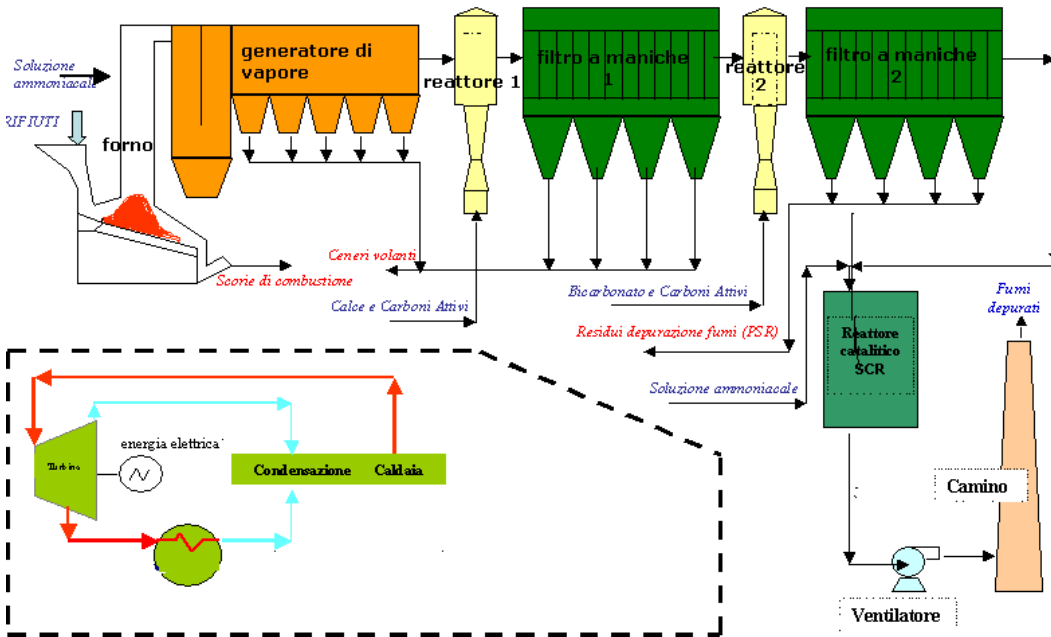 generatore di
vapore
reattore 1
filtro a maniche
1
reattore
2
filtro a maniche
2
Soluzione
ammoniacale
RIFIUTI
forno
Ceneri volanti
Scorie di combustione
Calce e Carboni Attivi
Bicarbonato e Carboni Attivi
Residui depurazione fumi (PSR)
Soluzione ammoniacale
Fumi
depurati
Reattore
catalitico
SCR
Turbina
energia elettrica
Condensazione
Caldaia
Camino
Ventilatore